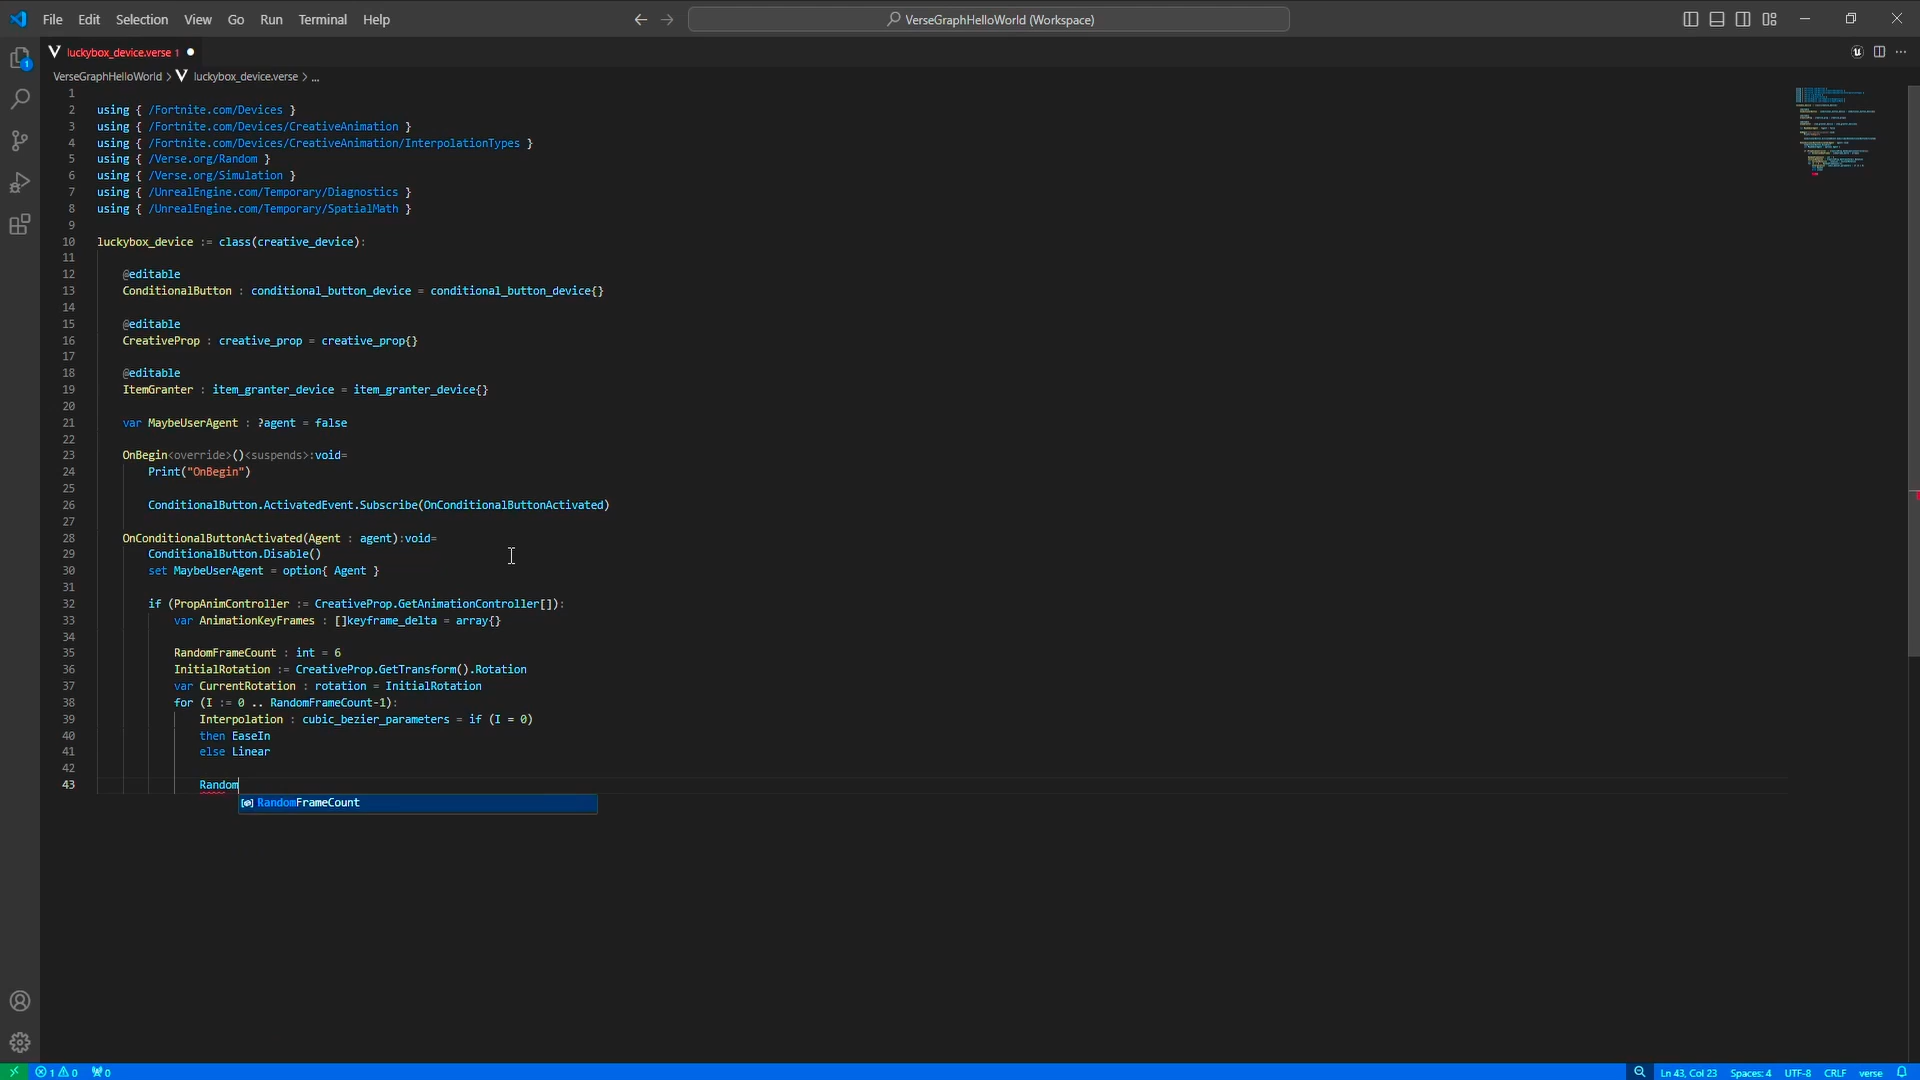 File Edit Selection View Go Run Terminal Help
VerseGraphHelloWorld (Workspace)
luckybox_device.verse 1
VerseGraphHelloWorld > luckybox_device.verse > ...
1
2 using { /Fortnite.com/Devices }
3 using { /Fortnite.com/Devices/CreativeAnimation }
4 using { /Fortnite.com/Devices/CreativeAnimation/InterpolationTypes }
5 using { /Verse.org/Random }
6 using { /Verse.org/Simulation }
7 using { /UnrealEngine.com/Temporary/Diagnostics }
8 using { /UnrealEngine.com/Temporary/SpatialMath }
9
10 luckybox_device := class(creative_device):
11
12 @editable
13 ConditionalButton : conditional_button_device = conditional_button_device{}
14
15 @editable
16 CreativeProp : creative_prop = creative_prop{}
17
18 @editable
19 ItemGranter : item_granter_device = item_granter_device{}
20
21 var MaybeUserAgent : ?agent = false
22
23 OnBegin<override>()<suspends>:void=
24 Print("OnBegin")
25
26 ConditionalButton.ActivatedEvent.Subscribe(OnConditionalButtonActivated)
27
28 OnConditionalButtonActivated(Agent : agent):void=
29 ConditionalButton.Disable()
30 set MaybeUserAgent = option{ Agent }
31
32 if (PropAnimController := CreativeProp.GetAnimationController[]):
33 var AnimationKeyFrames : []keyframe_delta = array{}
34
35 RandomFrameCount : int = 6
36 InitialRotation := CreativeProp.GetTransform().Rotation
37 var CurrentRotation : rotation = InitialRotation
38 for (I := 0 .. RandomFrameCount-1):
39 Interpolation : cubic_bezier_parameters = if (I = 0)
40 then EaseIn
41 else Linear
42
43 Random
RandomFrameCount
1 0 0
Ln 43, Col 23 Spaces: 4 UTF-8 CRLF verse